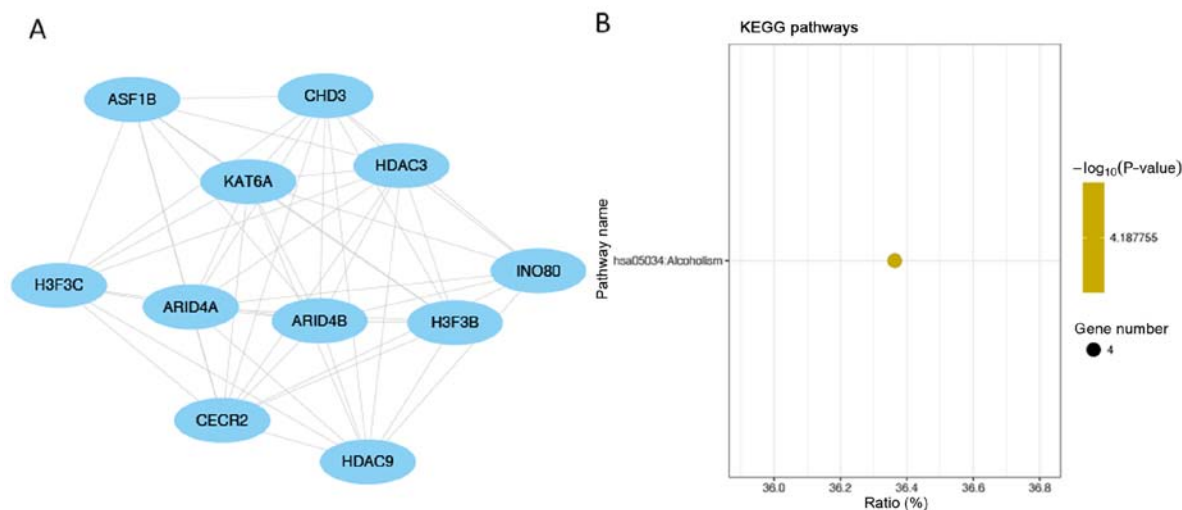 A
ASF1B
CHD3
HDAC3
KAT6A
INO80
H3F3C
ARID4A
ARID4B
H3F3B
CECR2
HDAC9
B
KEGG pathways
Pathway name
hsa05034:Alcoholism
36.0 36.2 36.4 36.6 36.8
Ratio (%)
−log₁₀(P-value)
4.187755
Gene number
4